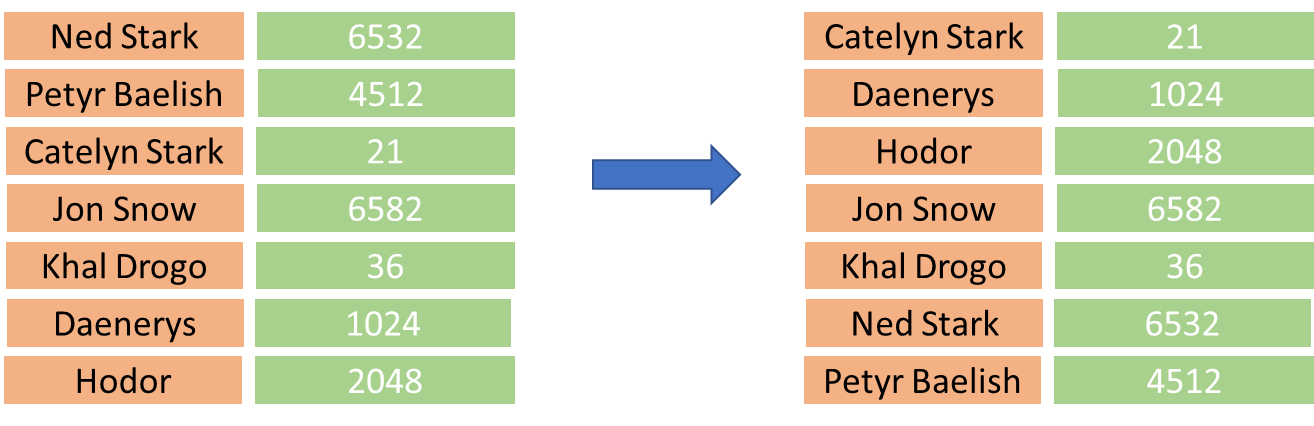 Ned Stark 6532
Petyr Baelish 4512
Catelyn Stark 21
Jon Snow 6582
Khal Drogo 36
Daenerys 1024
Hodor 2048
Catelyn Stark 21
Daenerys 1024
Hodor 2048
Jon Snow 6582
Khal Drogo 36
Ned Stark 6532
Petyr Baelish 4512